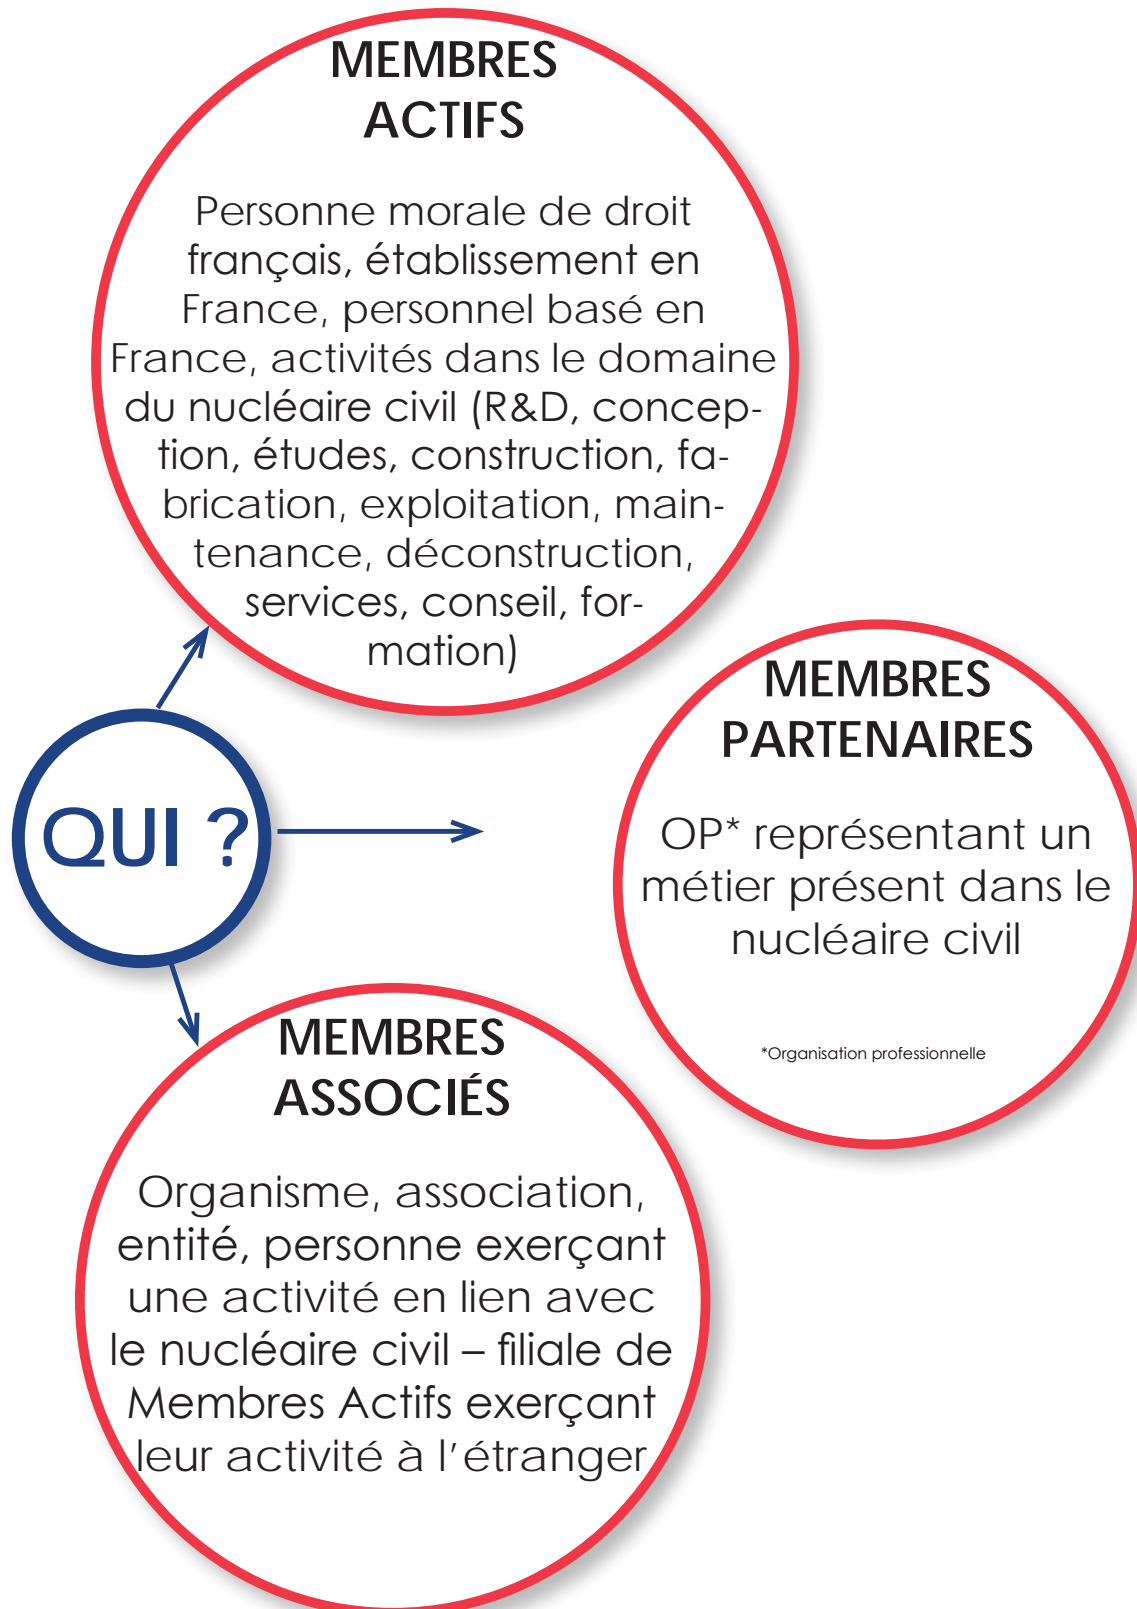 MEMBRES
ACTIFS
Personne morale de droit
français, établissement en
France, personnel basé en
France, activités dans le domaine
du nucléaire civil (R&D, concep-
tion, études, construction, fa-
brication, exploitation, main-
tenance, déconstruction,
services, conseil, for-
mation)
QUI ?
MEMBRES
PARTENAIRES
OP* représentant un
métier présent dans le
nucléaire civil
*Organisation professionnelle
MEMBRES
ASSOCIÉS
Organisme, association,
entité, personne exerçant
une activité en lien avec
le nucléaire civil – filiale de
Membres Actifs exerçant
leur activité à l’étranger